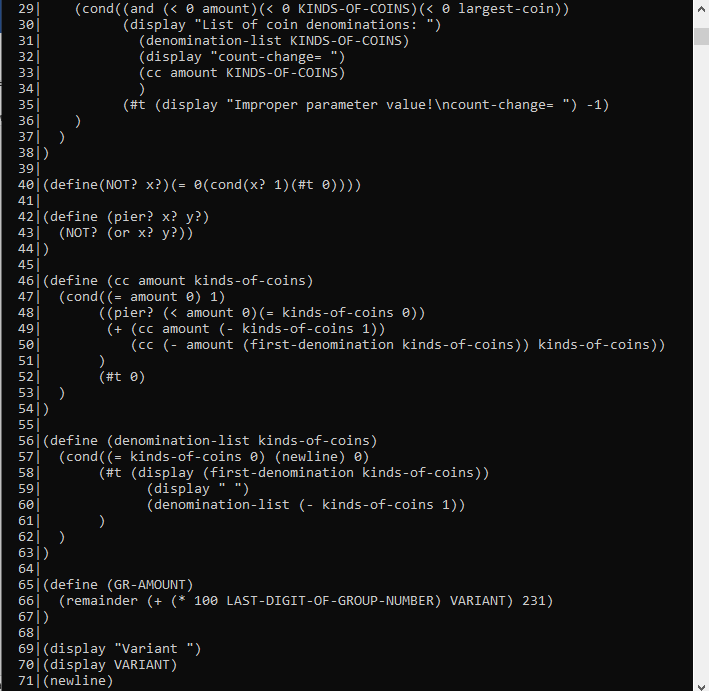 29|    (cond((and (< 0 amount)(< 0 KINDS-OF-COINS)(< 0 largest-coin))
30|          (display "List of coin denominations: ")
31|            (denomination-list KINDS-OF-COINS)
32|            (display "count-change= ")
33|            (cc amount KINDS-OF-COINS)
34|            )
35|          (#t (display "Improper parameter value!\ncount-change= ") -1)
36|    )
37|  )
38|)
39|
40|(define(NOT? x?)(= 0(cond(x? 1)(#t 0))))
41|
42|(define (pier? x? y?)
43|  (NOT? (or x? y?))
44|)
45|
46|(define (cc amount kinds-of-coins)
47|  (cond((= amount 0) 1)
48|       ((pier? (< amount 0)(= kinds-of-coins 0))
49|        (+ (cc amount (- kinds-of-coins 1))
50|           (cc (- amount (first-denomination kinds-of-coins)) kinds-of-coins))
51|       )
52|       (#t 0)
53|  )
54|)
55|
56|(define (denomination-list kinds-of-coins)
57|  (cond((= kinds-of-coins 0) (newline) 0)
58|       (#t (display (first-denomination kinds-of-coins))
59|             (display " ")
60|             (denomination-list (- kinds-of-coins 1))
61|       )
62|  )
63|)
64|
65|(define (GR-AMOUNT)
66|  (remainder (+ (* 100 LAST-DIGIT-OF-GROUP-NUMBER) VARIANT) 231)
67|)
68|
69|(display "Variant ")
70|(display VARIANT)
71|(newline)